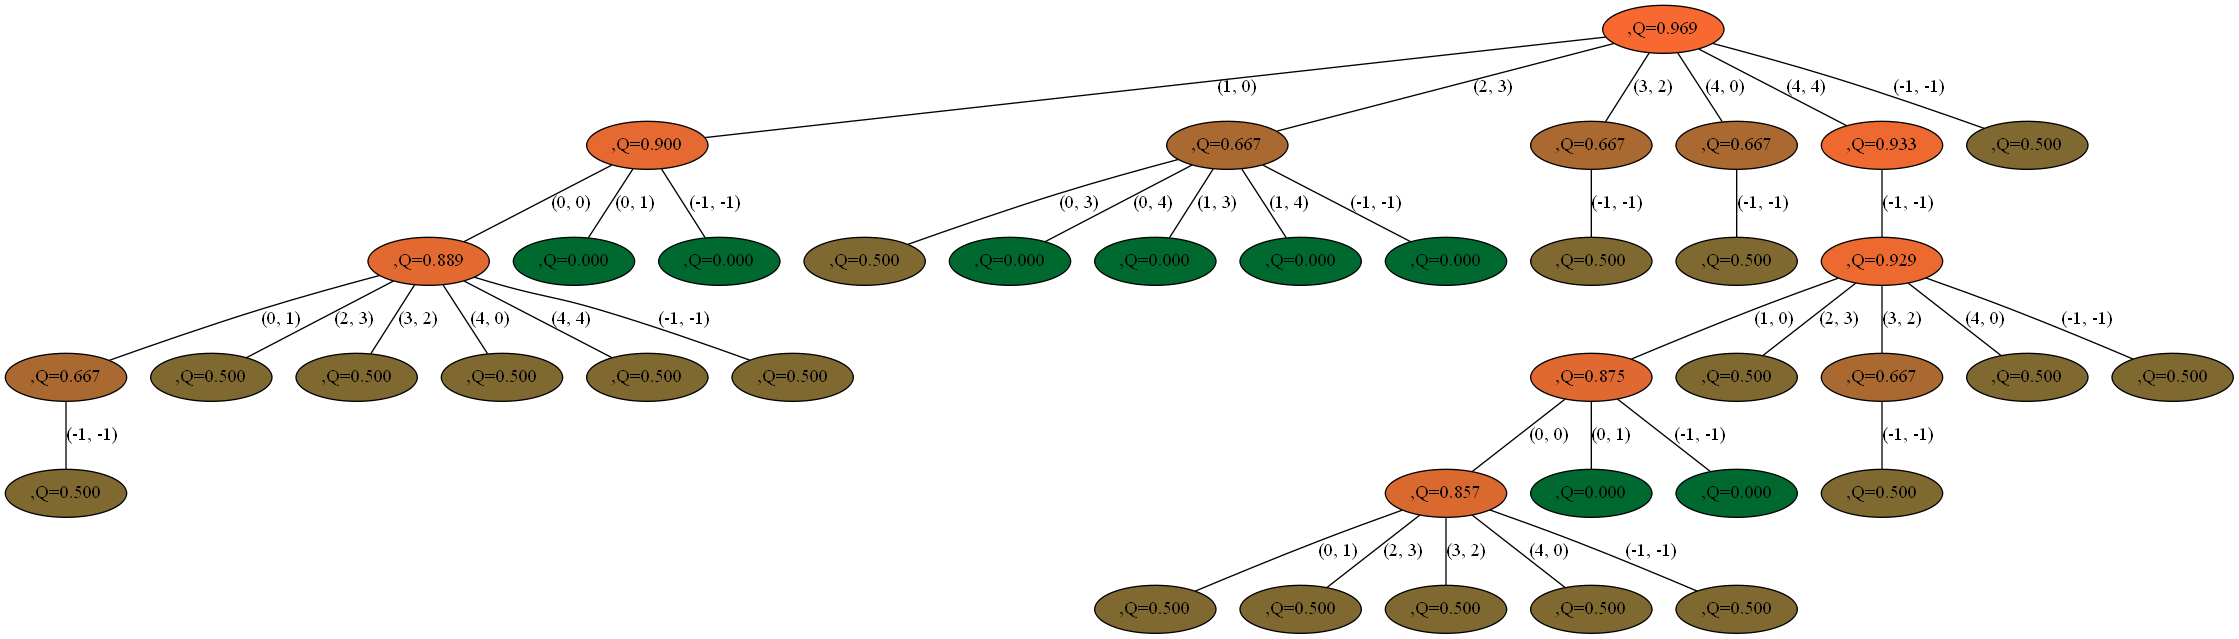 ,Q=0.969
(1, 0) (2, 3) (3, 2) (4, 0) (4, 4) (-1, -1)
,Q=0.900 ,Q=0.667 ,Q=0.667 ,Q=0.667 ,Q=0.933 ,Q=0.500
(0, 0) (0, 1) (-1, -1) (0, 3) (0, 4) (1, 3) (1, 4) (-1, -1) (-1, -1) (-1, -1) (-1, -1)
,Q=0.889 ,Q=0.000 ,Q=0.000 ,Q=0.500 ,Q=0.000 ,Q=0.000 ,Q=0.000 ,Q=0.000 ,Q=0.500 ,Q=0.500 ,Q=0.929
(0, 1) (2, 3) (3, 2) (4, 0) (4, 4) (-1, -1) (1, 0) (2, 3) (3, 2) (4, 0) (-1, -1)
,Q=0.667 ,Q=0.500 ,Q=0.500 ,Q=0.500 ,Q=0.500 ,Q=0.500 ,Q=0.875 ,Q=0.500 ,Q=0.667 ,Q=0.500 ,Q=0.500
(-1, -1) (0, 0) (0, 1) (-1, -1) (-1, -1)
,Q=0.500 ,Q=0.857 ,Q=0.000 ,Q=0.000 ,Q=0.500
(0, 1) (2, 3) (3, 2) (4, 0) (-1, -1)
,Q=0.500 ,Q=0.500 ,Q=0.500 ,Q=0.500 ,Q=0.500